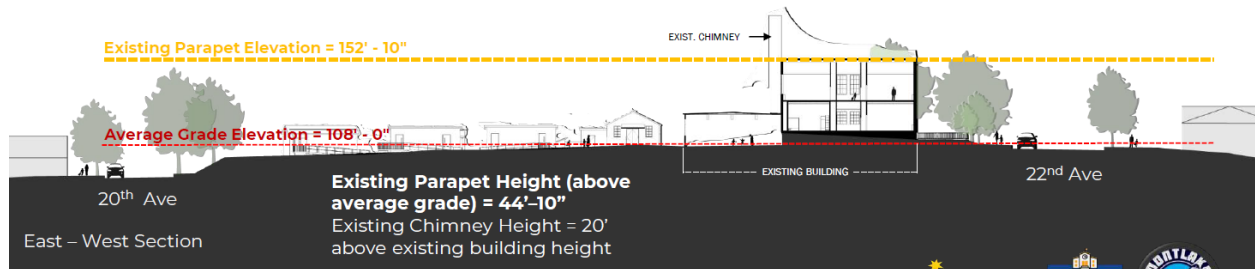 EXIST. CHIMNEY
Existing Parapet Elevation = 152' - 10"
Average Grade Elevation = 108' - 0"
EXISTING BUILDING
20th Ave
22nd Ave
Existing Parapet Height (above
average grade) = 44'–10”
Existing Chimney Height = 20'
above existing building height
East – West Section
MONTLAKE